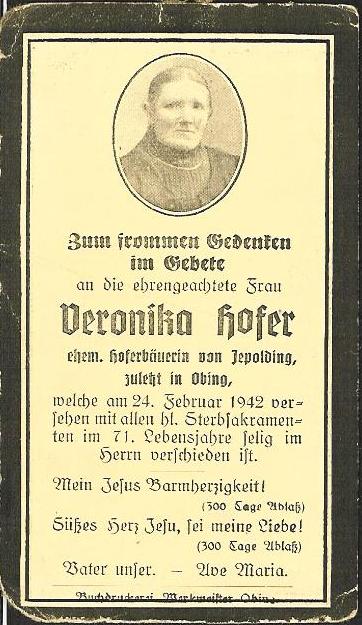 Zum frommen Gedenken
im Gebete
an die ehrengeachtete Frau
Veronika Hofer
ehem. Hoferbäuerin von Jepolding,
zuletzt in Obing,
welche am 24. Februar 1942 ver-
sehen mit allen hl. Sterbsakramen-
ten im 71. Lebensjahre selig im
Herrn verschieden ist.
Mein Jesus Barmherzigkeit!
(300 Tage Ablaß)
Süßes Herz Jesu, sei meine Liebe!
(300 Tage Ablaß)
Vater unser. — Ave Maria.
Buchdruckerei Werkmeister Obing